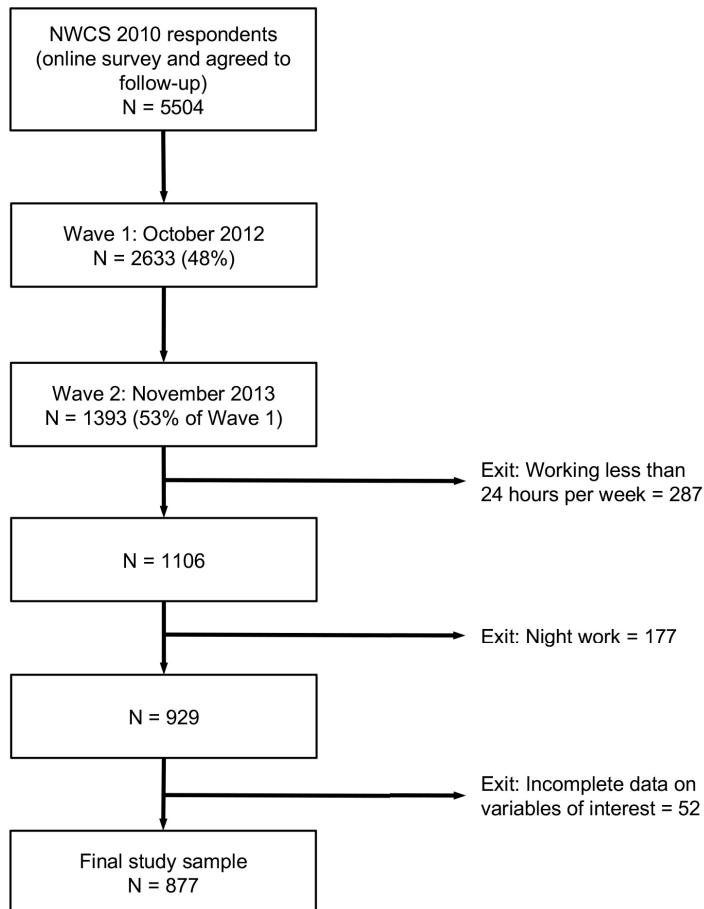 NWCS 2010 respondents
(online survey and agreed to
follow-up)
N = 5504
Wave 1: October 2012
N = 2633 (48%)
Wave 2: November 2013
N = 1393 (53% of Wave 1)
Exit: Working less than
24 hours per week = 287
N = 1106
Exit: Night work = 177
N = 929
Exit: Incomplete data on
variables of interest = 52
Final study sample
N = 877